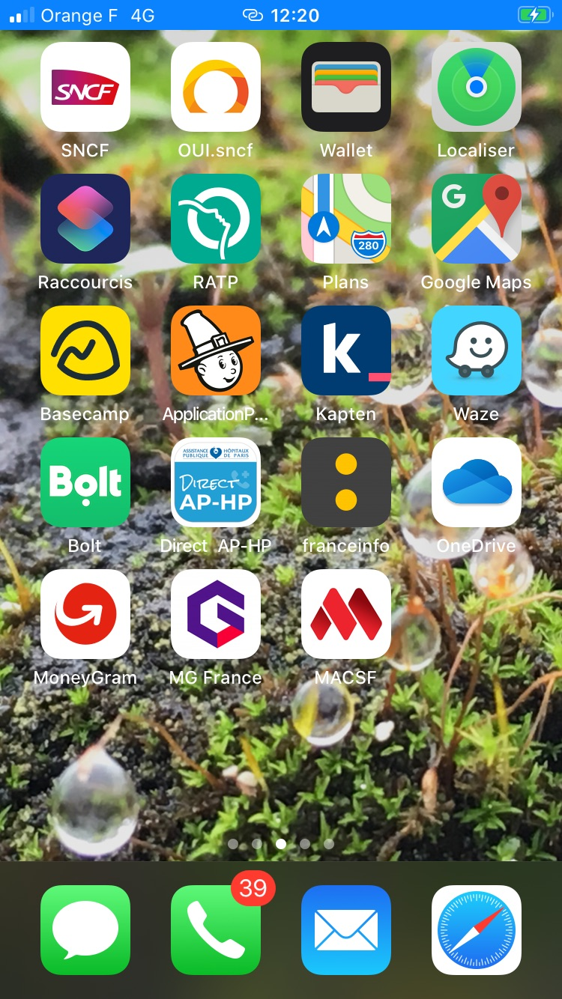 Orange F 4G 12:20
SNCF
SNCF OUI.sncf Wallet Localiser
280
G
Raccourcis RATP Plans Google Maps
k
Basecamp ApplicationP... Kapten Waze
ASSISTANCE HÔPITAUX
PUBLIQUE DE PARIS
Bolt
DIRECT
AP-HP
Bolt Direct AP-HP franceinfo OneDrive
MoneyGram MG France MACSF
39